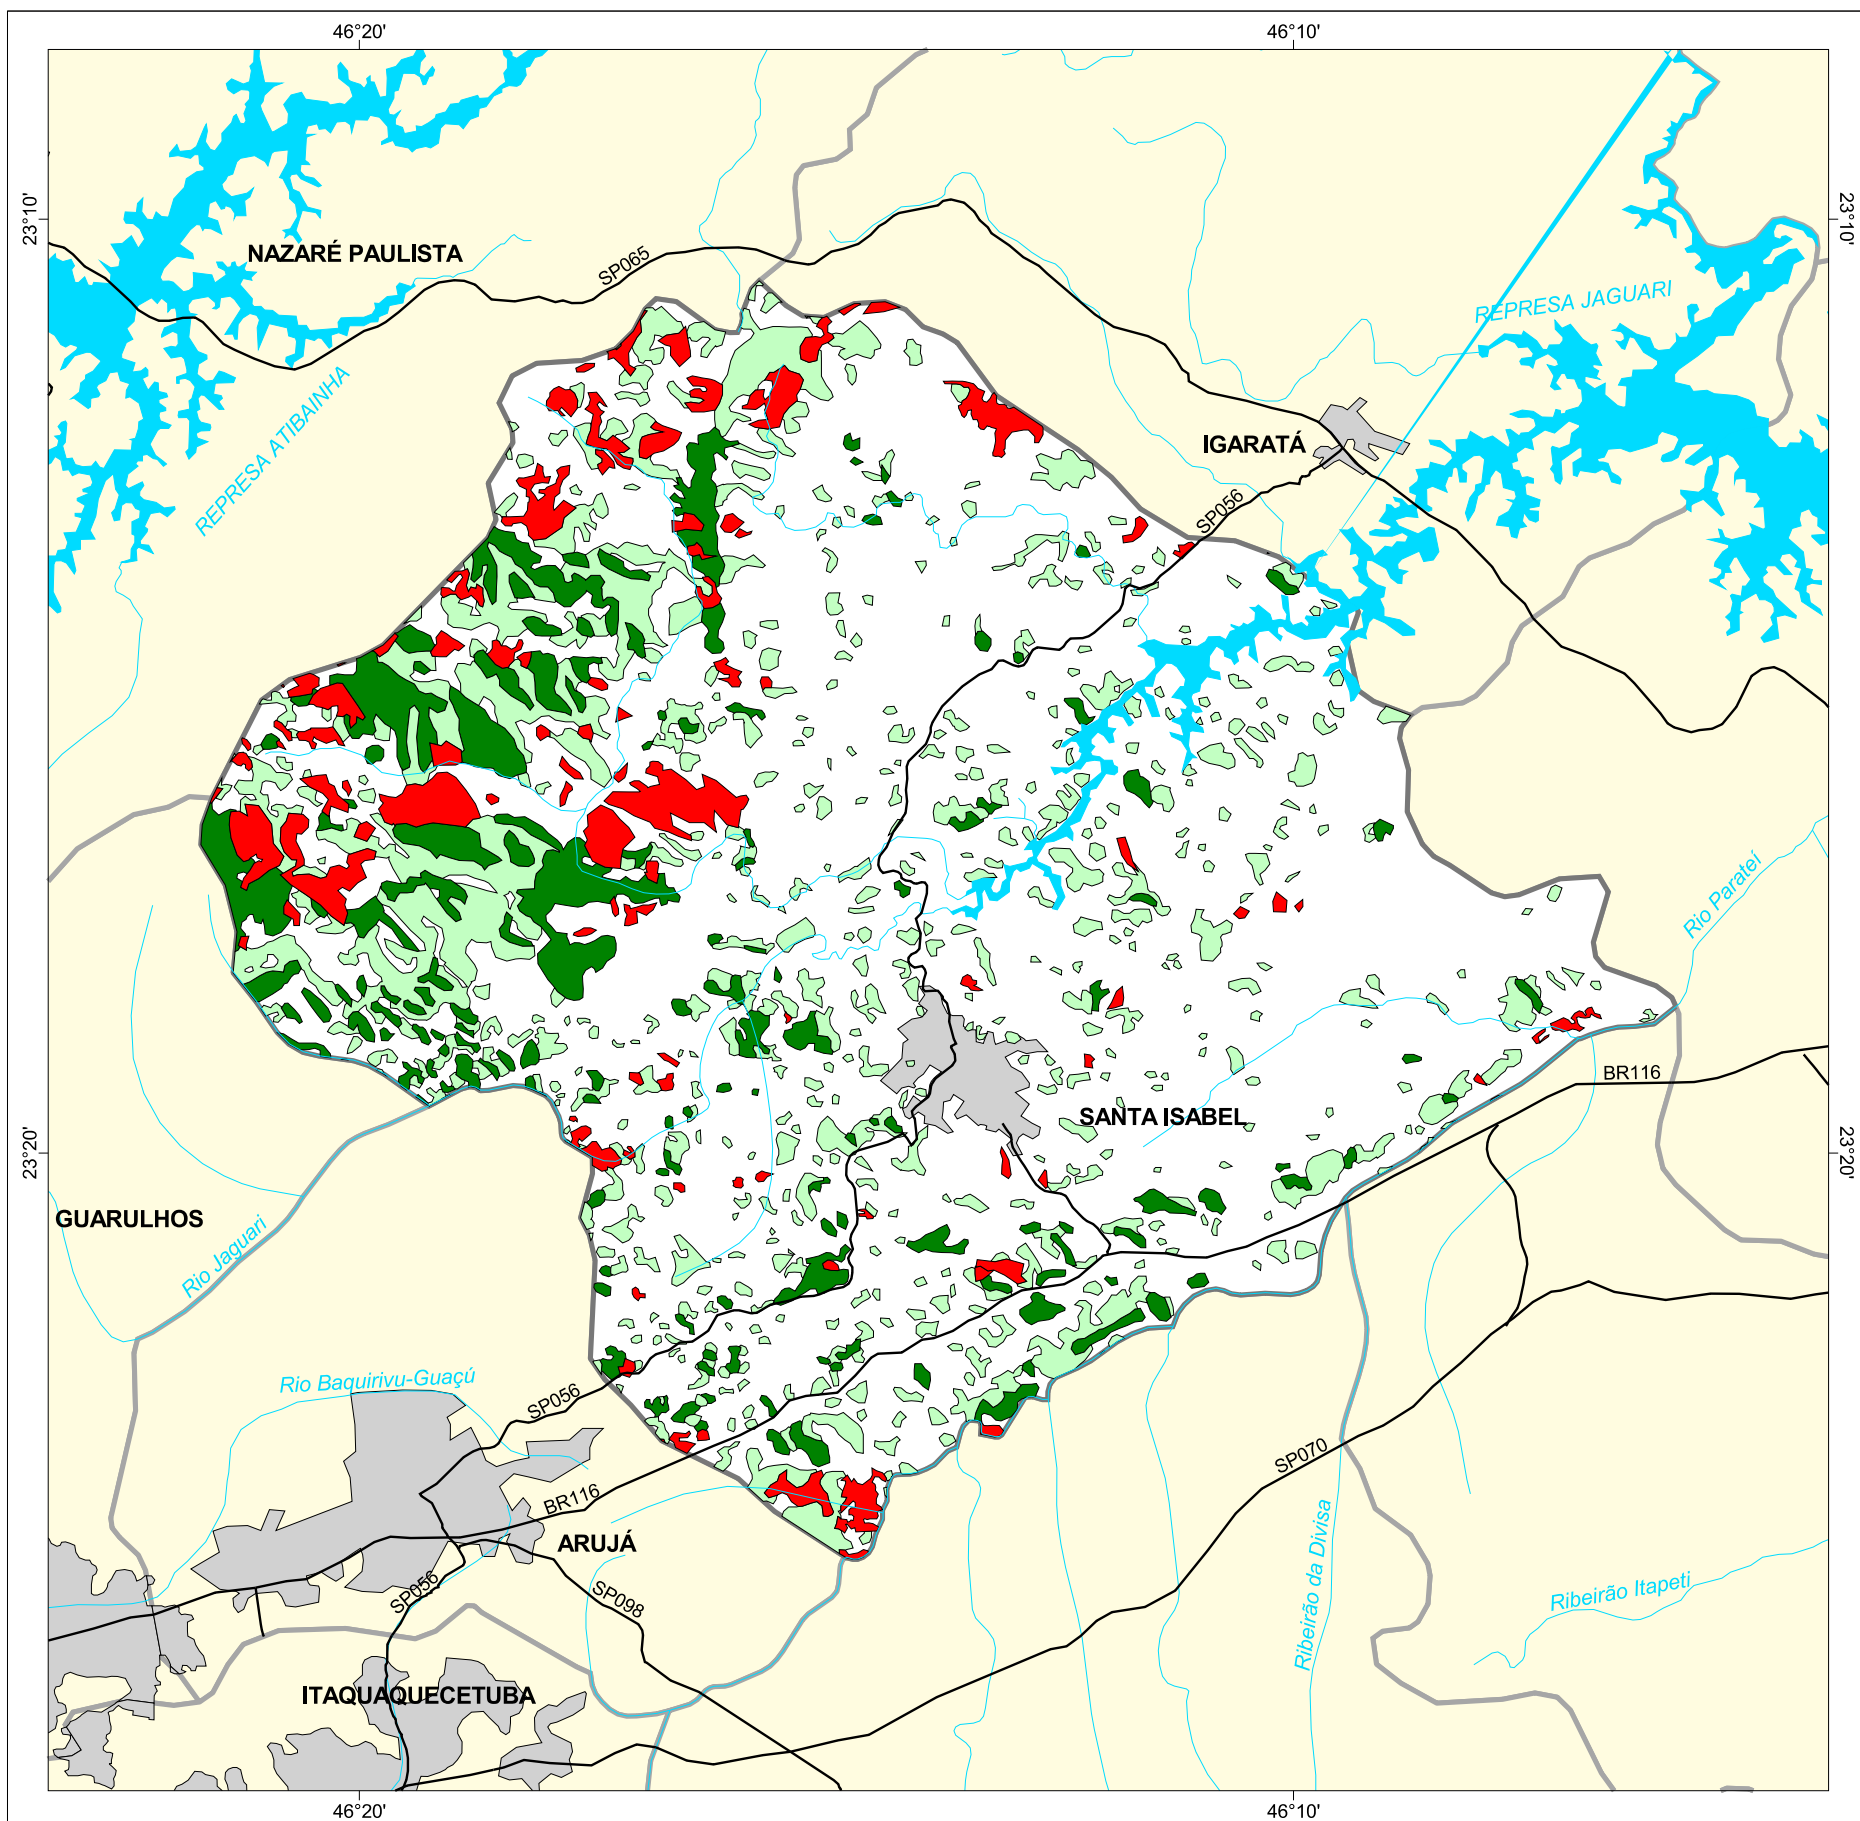 46°20'
46°10'
23°10'
23°10'
NAZARÉ PAULISTA
SP065
REPRESA JAGUARI
REPRESA ATIBAINHA
IGARATÁ
SP056
Rio Parateí
BR116
SANTA ISABEL
23°20'
23°20'
GUARULHOS
Rio Jaguari
Rio Baquirivu-Guaçú
SP056
SP070
BR116
ARUJÁ
Ribeirão da Divisa
SP056
SP098
Ribeirão Itapeti
ITAQUAQUECETUBA
46°20'
46°10'